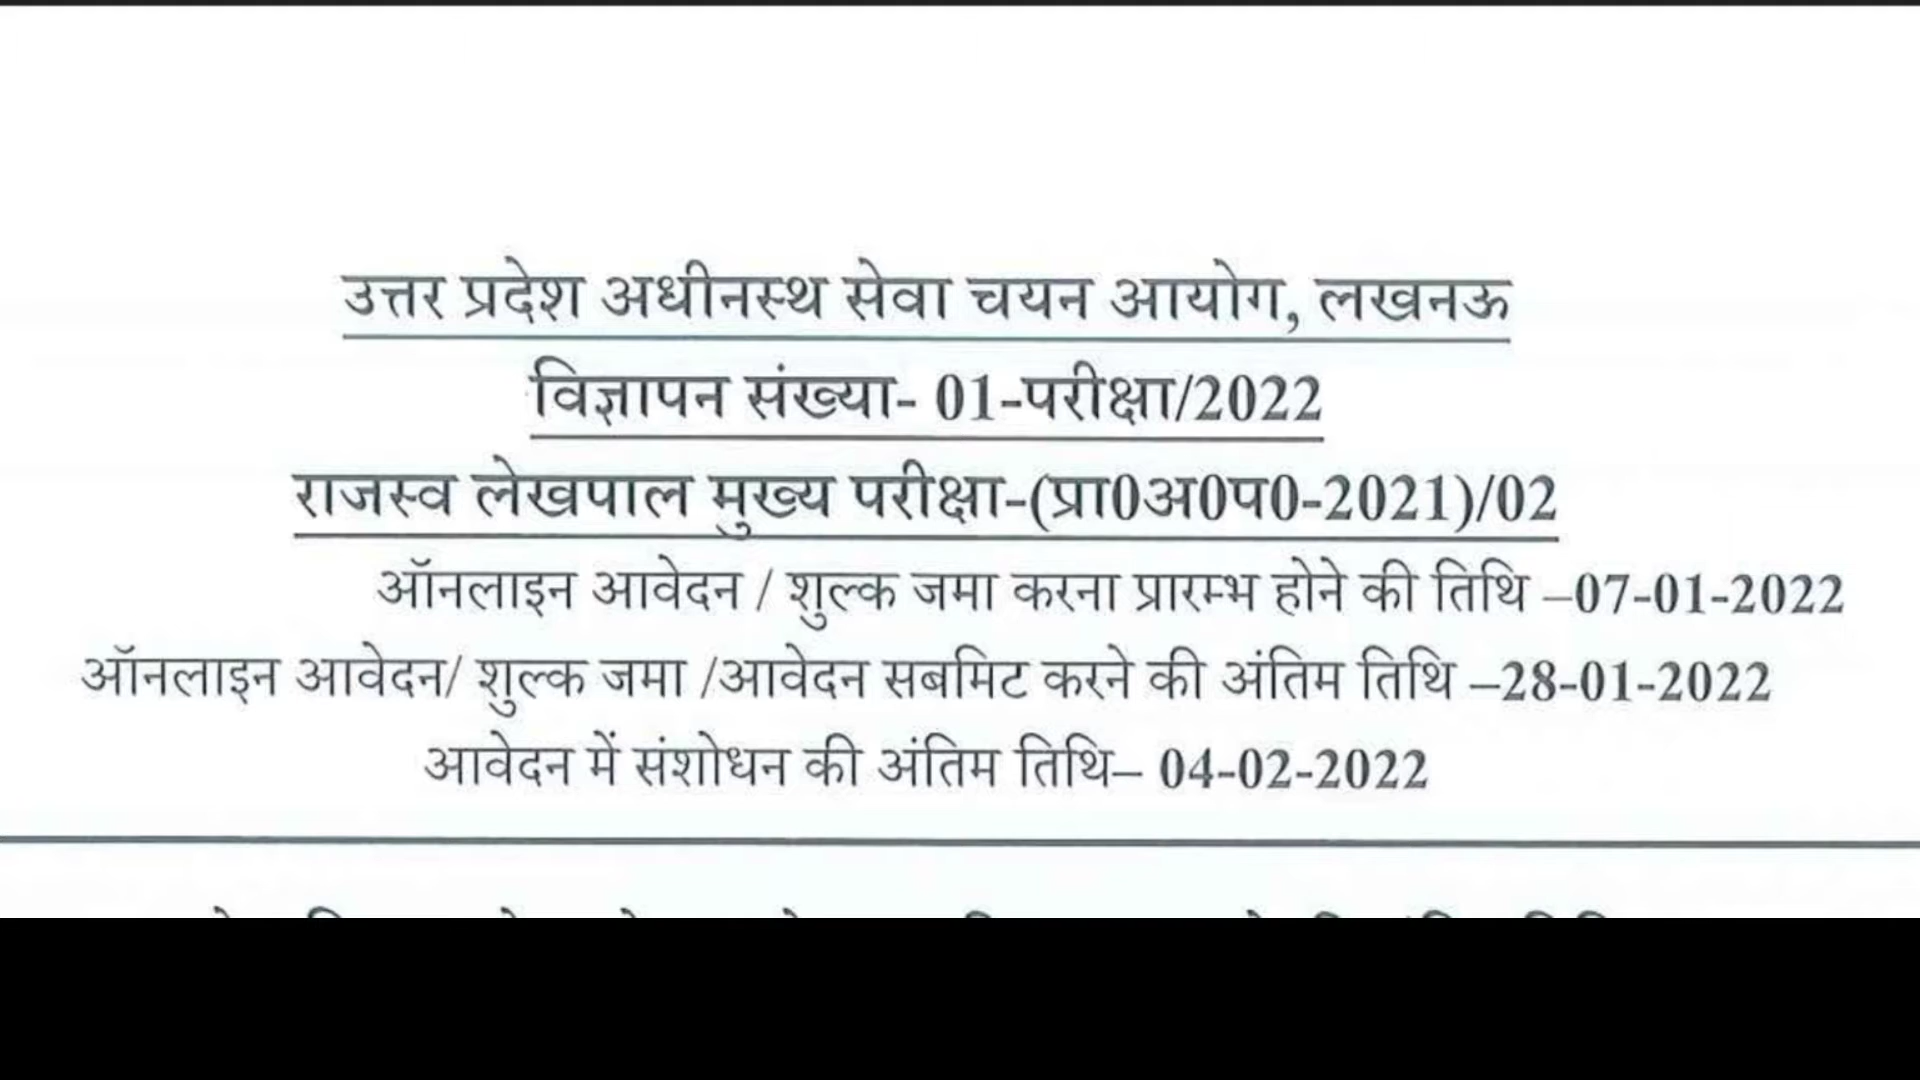 उत्तर प्रदेश अधीनस्थ सेवा चयन आयोग, लखनऊ
विज्ञापन संख्या- 01-परीक्षा/2022
राजस्व लेखपाल मुख्य परीक्षा-(प्रा0अ0प0-2021)/02
ऑनलाइन आवेदन / शुल्क जमा करना प्रारम्भ होने की तिथि –07-01-2022
ऑनलाइन आवेदन/ शुल्क जमा /आवेदन सबमिट करने की अंतिम तिथि –28-01-2022
आवेदन में संशोधन की अंतिम तिथि– 04-02-2022